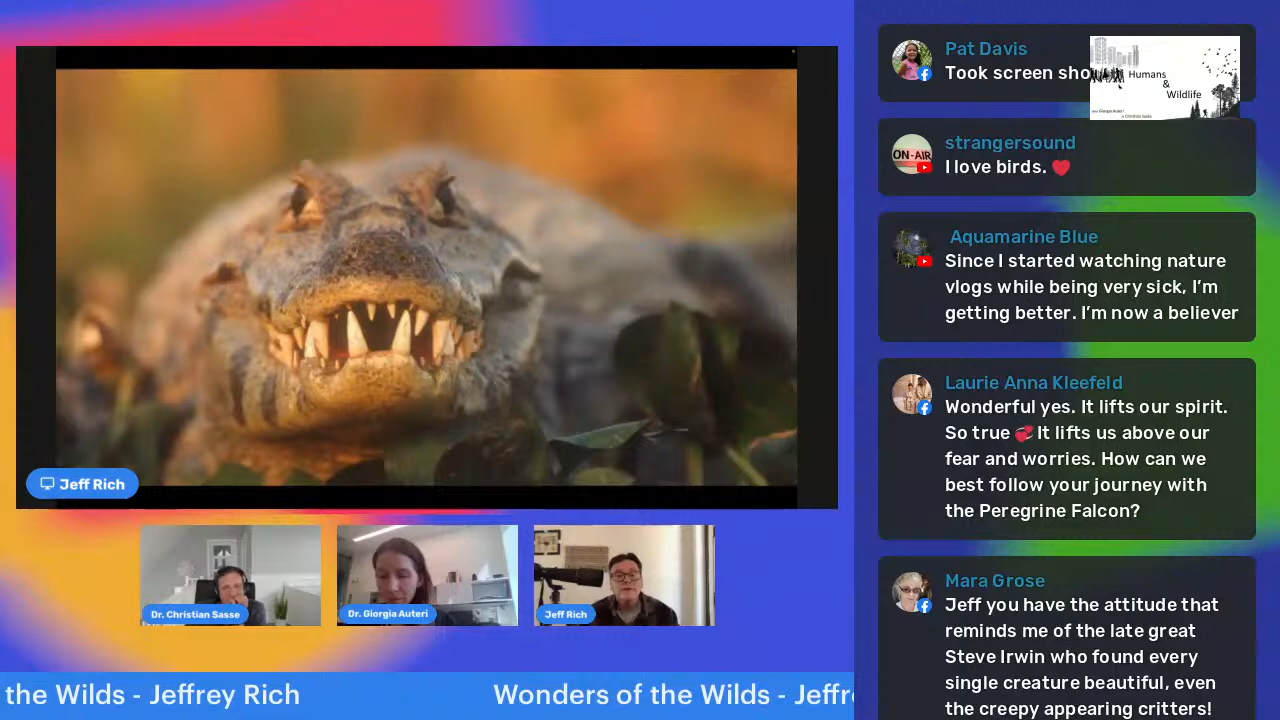 Jeff Rich
Dr. Christian Sasse
Dr. Giorgia Auteri
Jeff Rich
the Wilds - Jeffrey Rich
Wonders of the Wilds - Jeffr
Pat Davis
Took screen sho
Humans
&
Wildlife
strangersound
ON-AIR
I love birds. ❤️
Aquamarine Blue
Since I started watching nature
vlogs while being very sick, I'm
getting better. I'm now a believer
Laurie Anna Kleefeld
Wonderful yes. It lifts our spirit.
So true 💞 It lifts us above our
fear and worries. How can we
best follow your journey with
the Peregrine Falcon?
Mara Grose
Jeff you have the attitude that
reminds me of the late great
Steve Irwin who found every
single creature beautiful, even
the creepy appearing critters!